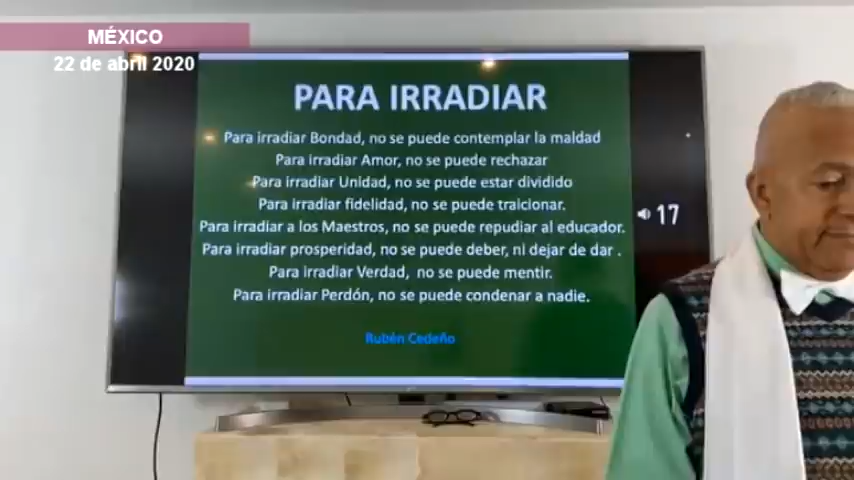 MÉXICO
22 de abril 2020
PARA IRRADIAR
Para irradiar Bondad, no se puede contemplar la maldad
Para irradiar Amor, no se puede rechazar
Para irradiar Unidad, no se puede estar dividido
Para irradiar fidelidad, no se puede traicionar.
Para irradiar a los Maestros, no se puede repudiar al educador.
Para irradiar prosperidad, no se puede deber, ni dejar de dar .
Para irradiar Verdad, no se puede mentir.
Para irradiar Perdón, no se puede condenar a nadie.
Rubén Cedeño
17